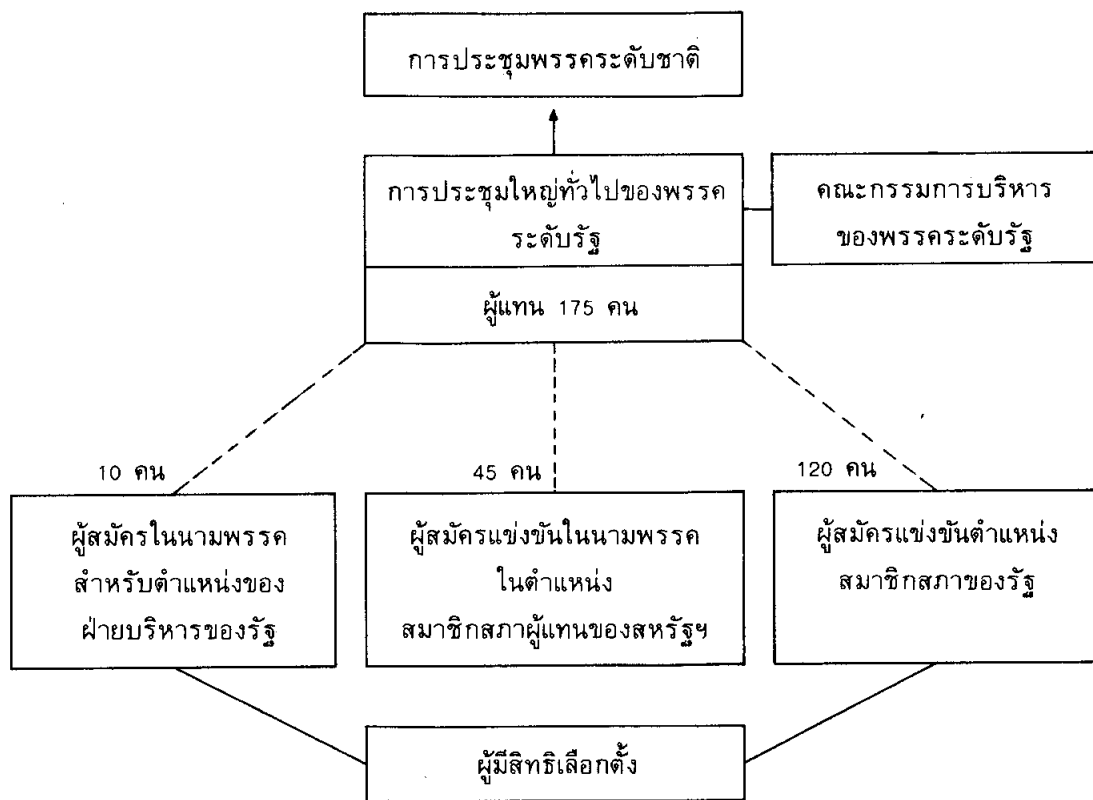 การประชุมพรรคระดับชาติ
การประชุมใหญ่ทั่วไปของพรรค
ระดับรัฐ
คณะกรรมการบริหาร
ของพรรคระดับรัฐ
ผู้แทน 175 คน
10 คน
45 คน
120 คน
ผู้สมัครในนามพรรค
สำหรับตำแหน่งของ
ฝ่ายบริหารของรัฐ
ผู้สมัครแข่งขันในนามพรรค
ในตำแหน่ง
สมาชิกสภาผู้แทนของสหรัฐฯ
ผู้สมัครแข่งขันตำแหน่ง
สมาชิกสภาของรัฐ
ผู้มีสิทธิเลือกตั้ง